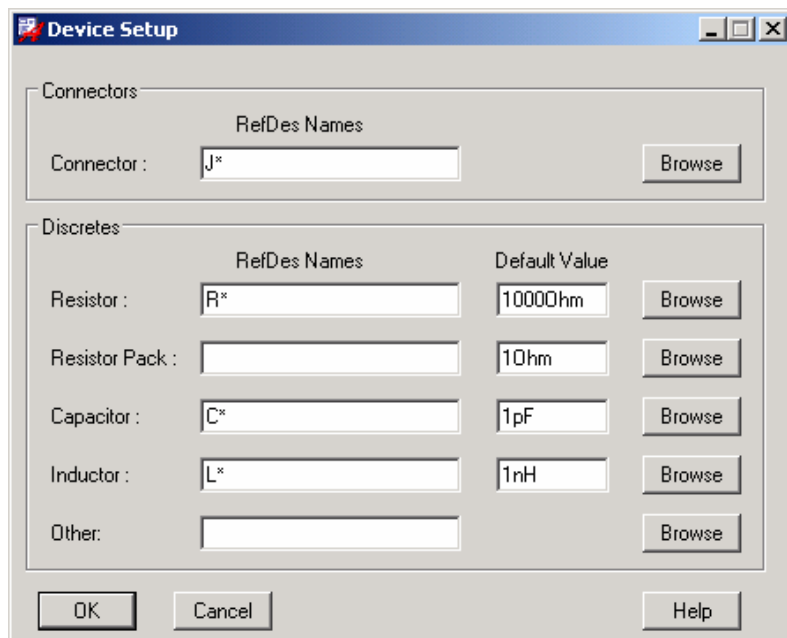 Device Setup
Connectors
RefDes Names
Connector : J* Browse
Discretes
RefDes Names Default Value
Resistor : R* 1000Ohm Browse
Resistor Pack : 1Ohm Browse
Capacitor : C* 1pF Browse
Inductor : L* 1nH Browse
Other: Browse
OK Cancel Help